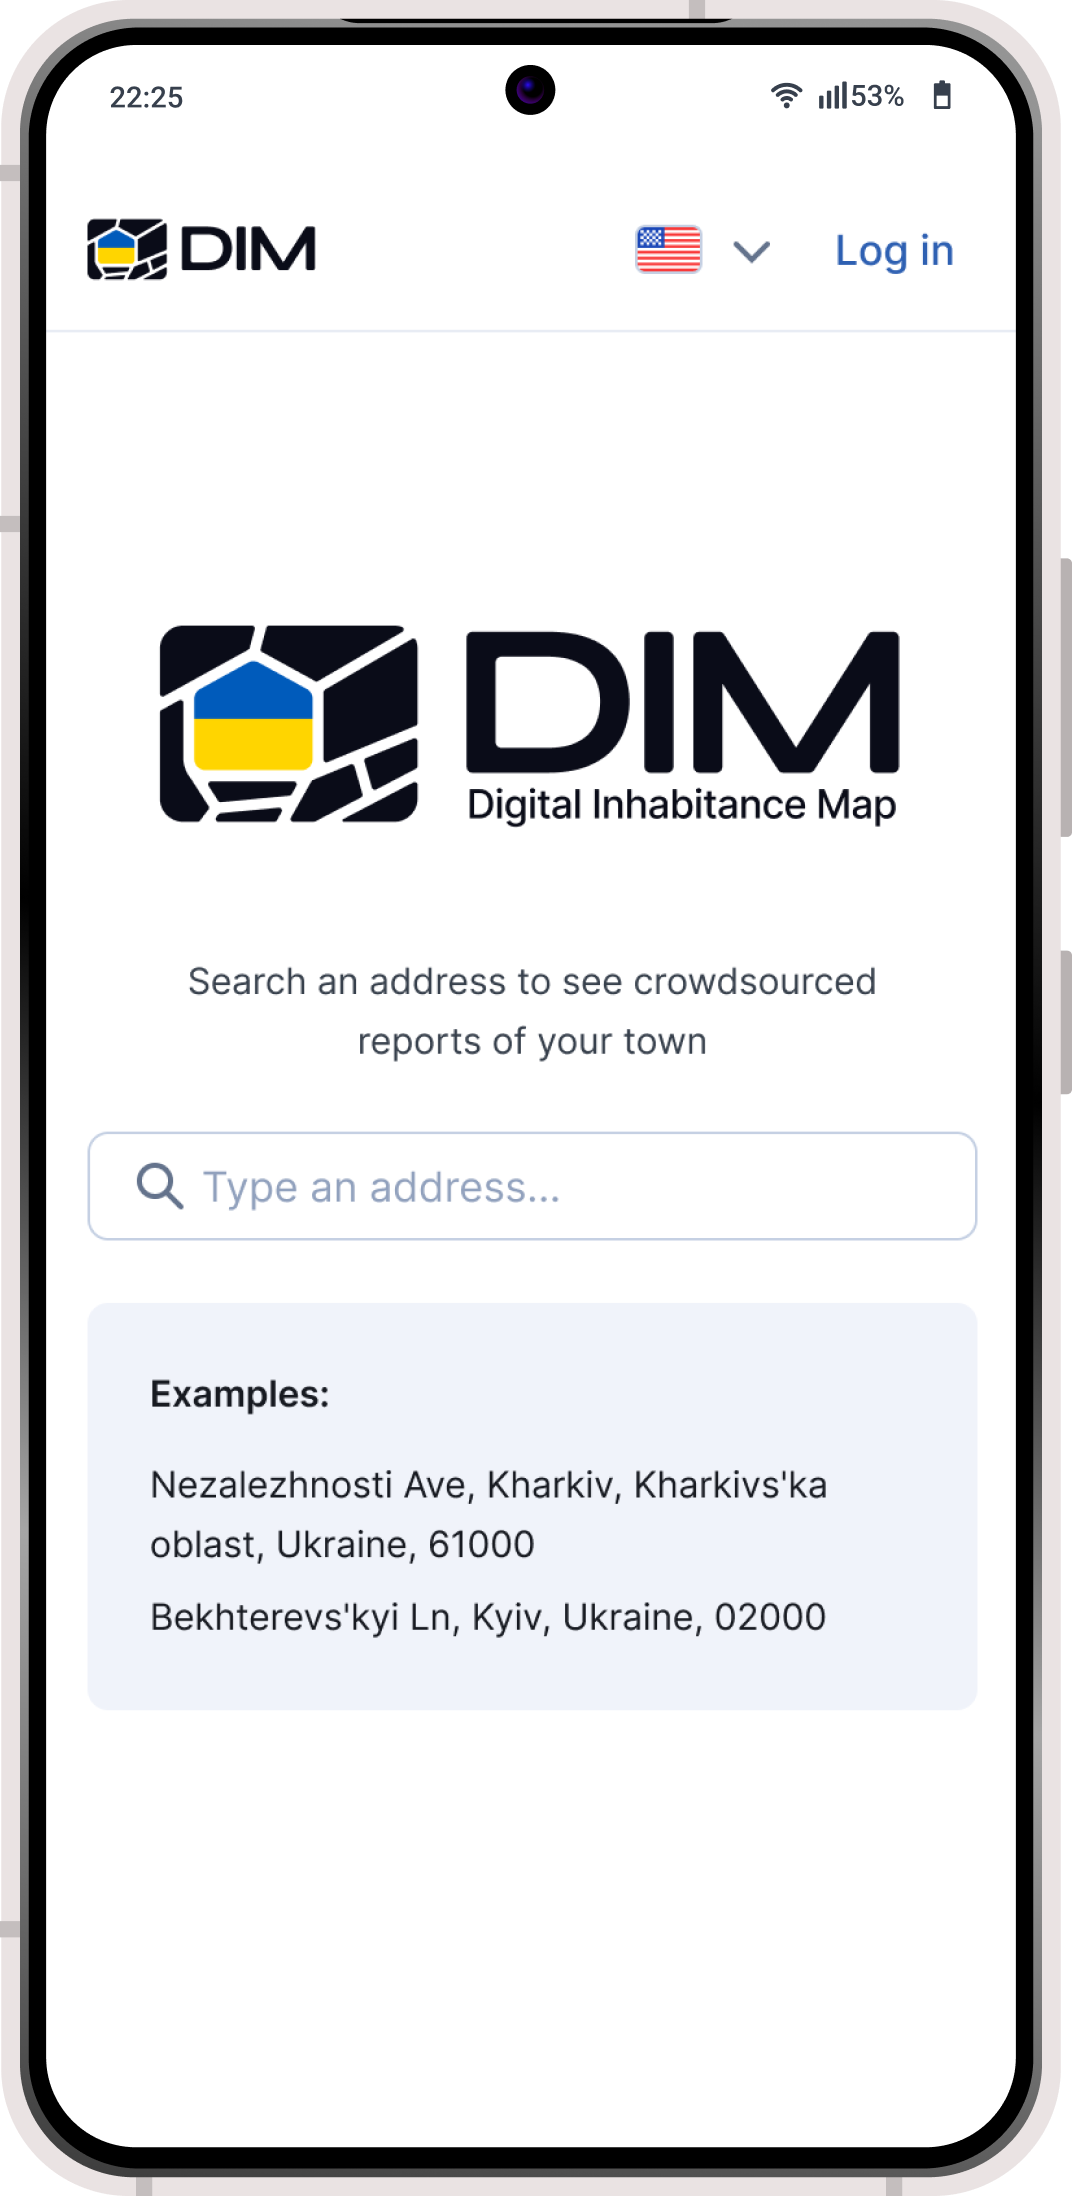 22:25
53%
DIM
Log in
DIM
Digital Inhabitance Map
Search an address to see crowdsourced
reports of your town
Type an address...
Examples:
Nezalezhnosti Ave, Kharkiv, Kharkivs'ka
oblast, Ukraine, 61000
Bekhterevs'kyi Ln, Kyiv, Ukraine, 02000